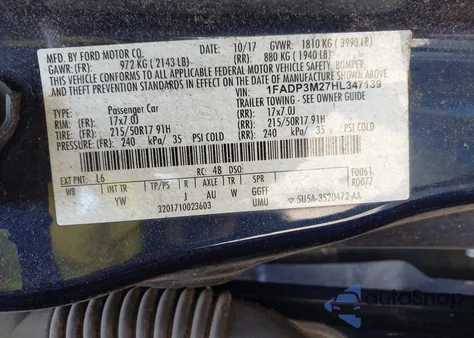 MFD. BY FORD MOTOR CO.
DATE: 10/17 GVWR: 1810 KG (3990 LB)
GAWR: (FR): 972 KG (2143 LB) (RR): 880 KG (1940 LB)
THIS VEHICLE CONFORMS TO ALL APPLICABLE FEDERAL MOTOR VEHICLE SAFETY, BUMPER,
AND THEFT PREVENTION STANDARDS IN EFFECT ON THE DATE OF MANUFACTURE SHOWN ABOVE.
VIN: 1FADP3M27HL347139
TYPE: Passenger Car TRAILER TOWING - SEE OWNER GUIDE
RIM: (FR): 17x7.0J (RR): 17x7.0J
TIRE: (FR): 215/50R17 91H (RR): 215/50R17 91H
PRESSURE: (FR): 240 kPa/ 35 PSI COLD (RR): 240 kPa/ 35 PSI COLD
EXT PNT: L6 RC: 48 DSO: F0061
WB INT TR TP/PS R AXLE TR SPR R0077
YW J AU W GGFF
3201710023603 UMU 5U5A-3520472-AA
AutoSnap